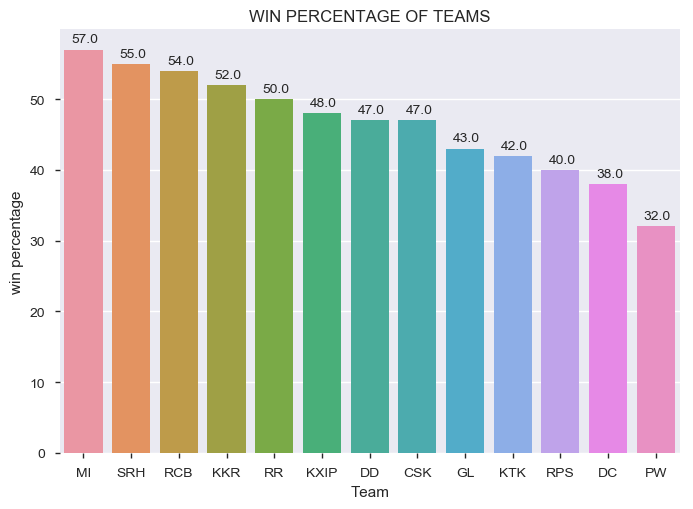 WIN PERCENTAGE OF TEAMS
57.0 55.0 54.0 52.0 50.0 48.0 47.0 47.0 43.0 42.0 40.0 38.0 32.0
win percentage
50
40
30
20
10
0
MI SRH RCB KKR RR KXIP DD CSK GL KTK RPS DC PW
Team